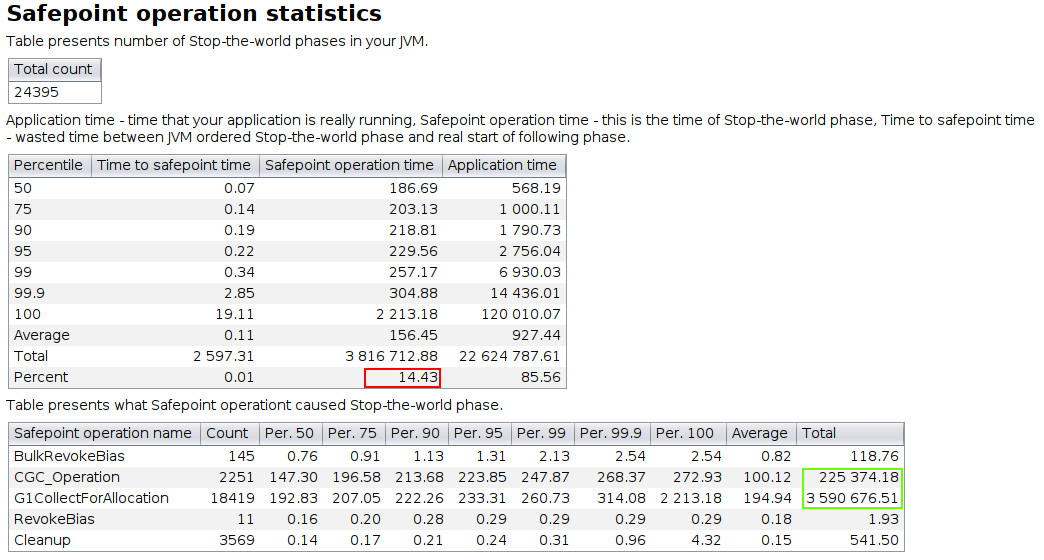 Safepoint operation statistics
Table presents number of Stop-the-world phases in your JVM.
Total count
24395
Application time - time that your application is really running, Safepoint operation time - this is the time of Stop-the-world phase, Time to safepoint time
- wasted time between JVM ordered Stop-the-world phase and real start of following phase.
Percentile Time to safepoint time Safepoint operation time Application time
50 0.07 186.69 568.19
75 0.14 203.13 1 000.11
90 0.19 218.81 1 790.73
95 0.22 229.56 2 756.04
99 0.34 257.17 6 930.03
99.9 2.85 304.88 14 436.01
100 19.11 2 213.18 120 010.07
Average 0.11 156.45 927.44
Total 2 597.31 3 816 712.88 22 624 787.61
Percent 0.01 14.43 85.56
Table presents what Safepoint operationt caused Stop-the-world phase.
Safepoint operation name Count Per. 50 Per. 75 Per. 90 Per. 95 Per. 99 Per. 99.9 Per. 100 Average Total
BulkRevokeBias 145 0.76 0.91 1.13 1.31 2.13 2.54 2.54 0.82 118.76
CGC_Operation 2251 147.30 196.58 213.68 223.85 247.87 268.37 272.93 100.12 225 374.18
G1CollectForAllocation 18419 192.83 207.05 222.26 233.31 260.73 314.08 2 213.18 194.94 3 590 676.51
RevokeBias 11 0.16 0.20 0.28 0.29 0.29 0.29 0.29 0.18 1.93
Cleanup 3569 0.14 0.17 0.21 0.24 0.31 0.96 4.32 0.15 541.50